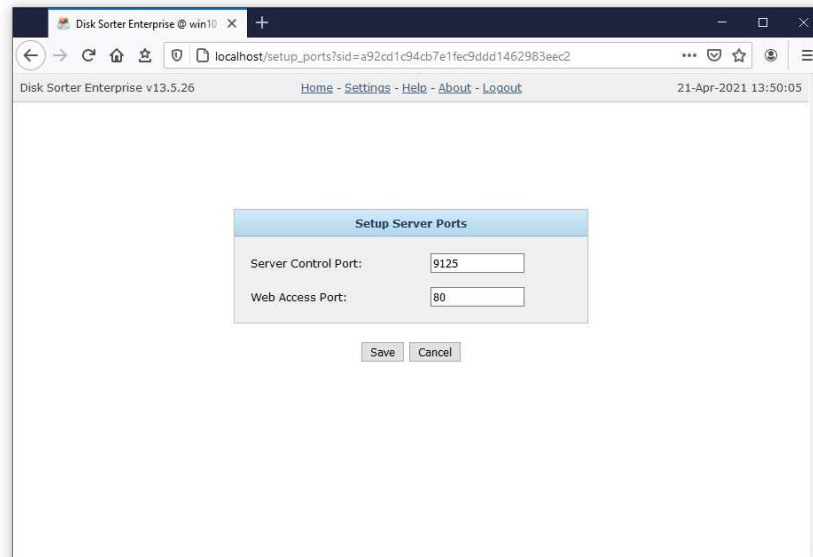 Disk Sorter Enterprise @ win10
localhost/setup_ports?sid=a92cd1c94cb7e1fec9ddd1462983eec2
Disk Sorter Enterprise v13.5.26 Home - Settings - Help - About - Logout 21-Apr-2021 13:50:05
Setup Server Ports
Server Control Port: 9125
Web Access Port: 80
Save Cancel